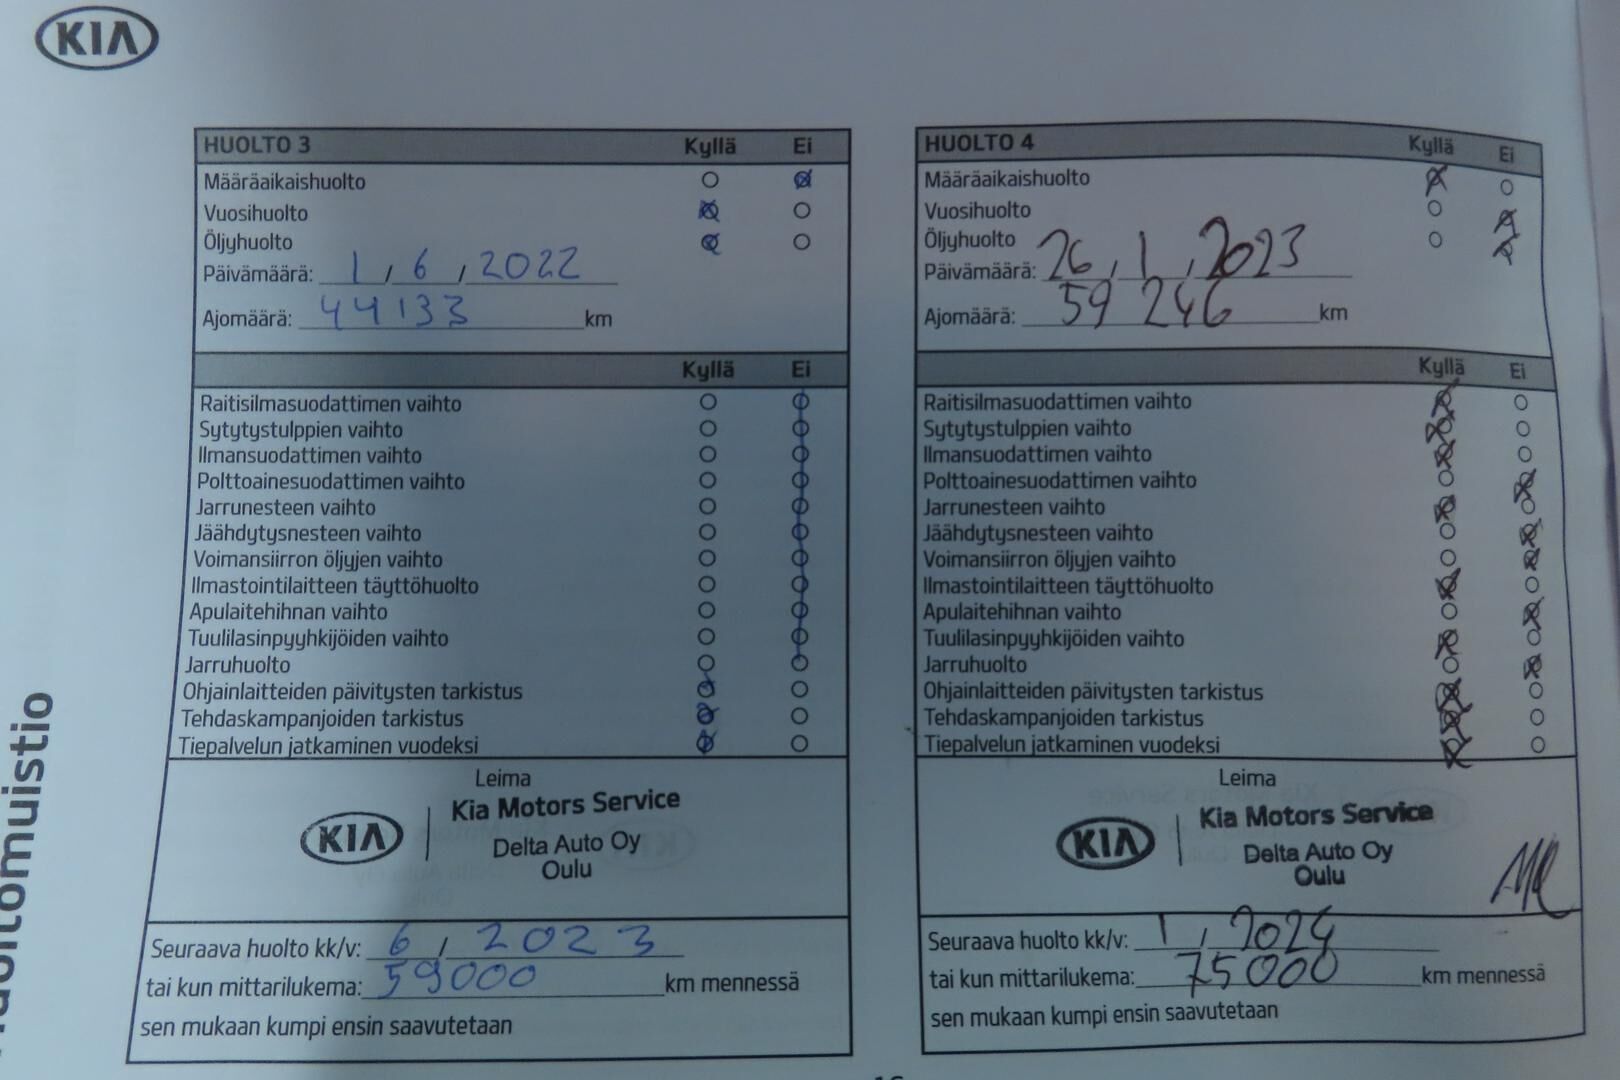 KIA
HUOLTO 3 Kyllä Ei
Määräaikaishuolto
Vuosihuolto
Öljyhuolto
Päivämäärä: 1 / 6 / 2022
Ajomäärä: 44133 km
Kyllä Ei
Raitisilmasuodattimen vaihto
Sytytystulppien vaihto
Ilmansuodattimen vaihto
Polttoainesuodattimen vaihto
Jarrunesteen vaihto
Jäähdytysnesteen vaihto
Voimansiirron öljyjen vaihto
Ilmastointilaitteen täyttöhuolto
Apulaitehihnan vaihto
Tuulilasinpyyhkijöiden vaihto
Jarruhuolto
Ohjainlaitteiden päivitysten tarkistus
Tehdaskampanjoiden tarkistus
Tiepalvelun jatkaminen vuodeksi
Leima
KIA Kia Motors Service
Delta Auto Oy
Oulu
Seuraava huolto kk/v: 6 / 2023
tai kun mittarilukema: 59000 km mennessä
sen mukaan kumpi ensin saavutetaan
HUOLTO 4 Kyllä Ei
Määräaikaishuolto
Vuosihuolto
Öljyhuolto
Päivämäärä: 26 / 1 / 2023
Ajomäärä: 59 246 km
Kyllä Ei
Raitisilmasuodattimen vaihto
Sytytystulppien vaihto
Ilmansuodattimen vaihto
Polttoainesuodattimen vaihto
Jarrunesteen vaihto
Jäähdytysnesteen vaihto
Voimansiirron öljyjen vaihto
Ilmastointilaitteen täyttöhuolto
Apulaitehihnan vaihto
Tuulilasinpyyhkijöiden vaihto
Jarruhuolto
Ohjainlaitteiden päivitysten tarkistus
Tehdaskampanjoiden tarkistus
Tiepalvelun jatkaminen vuodeksi
Leima
KIA Kia Motors Service
Delta Auto Oy
Oulu
Seuraava huolto kk/v: 1 / 2024
tai kun mittarilukema: 75000 km mennessä
sen mukaan kumpi ensin saavutetaan